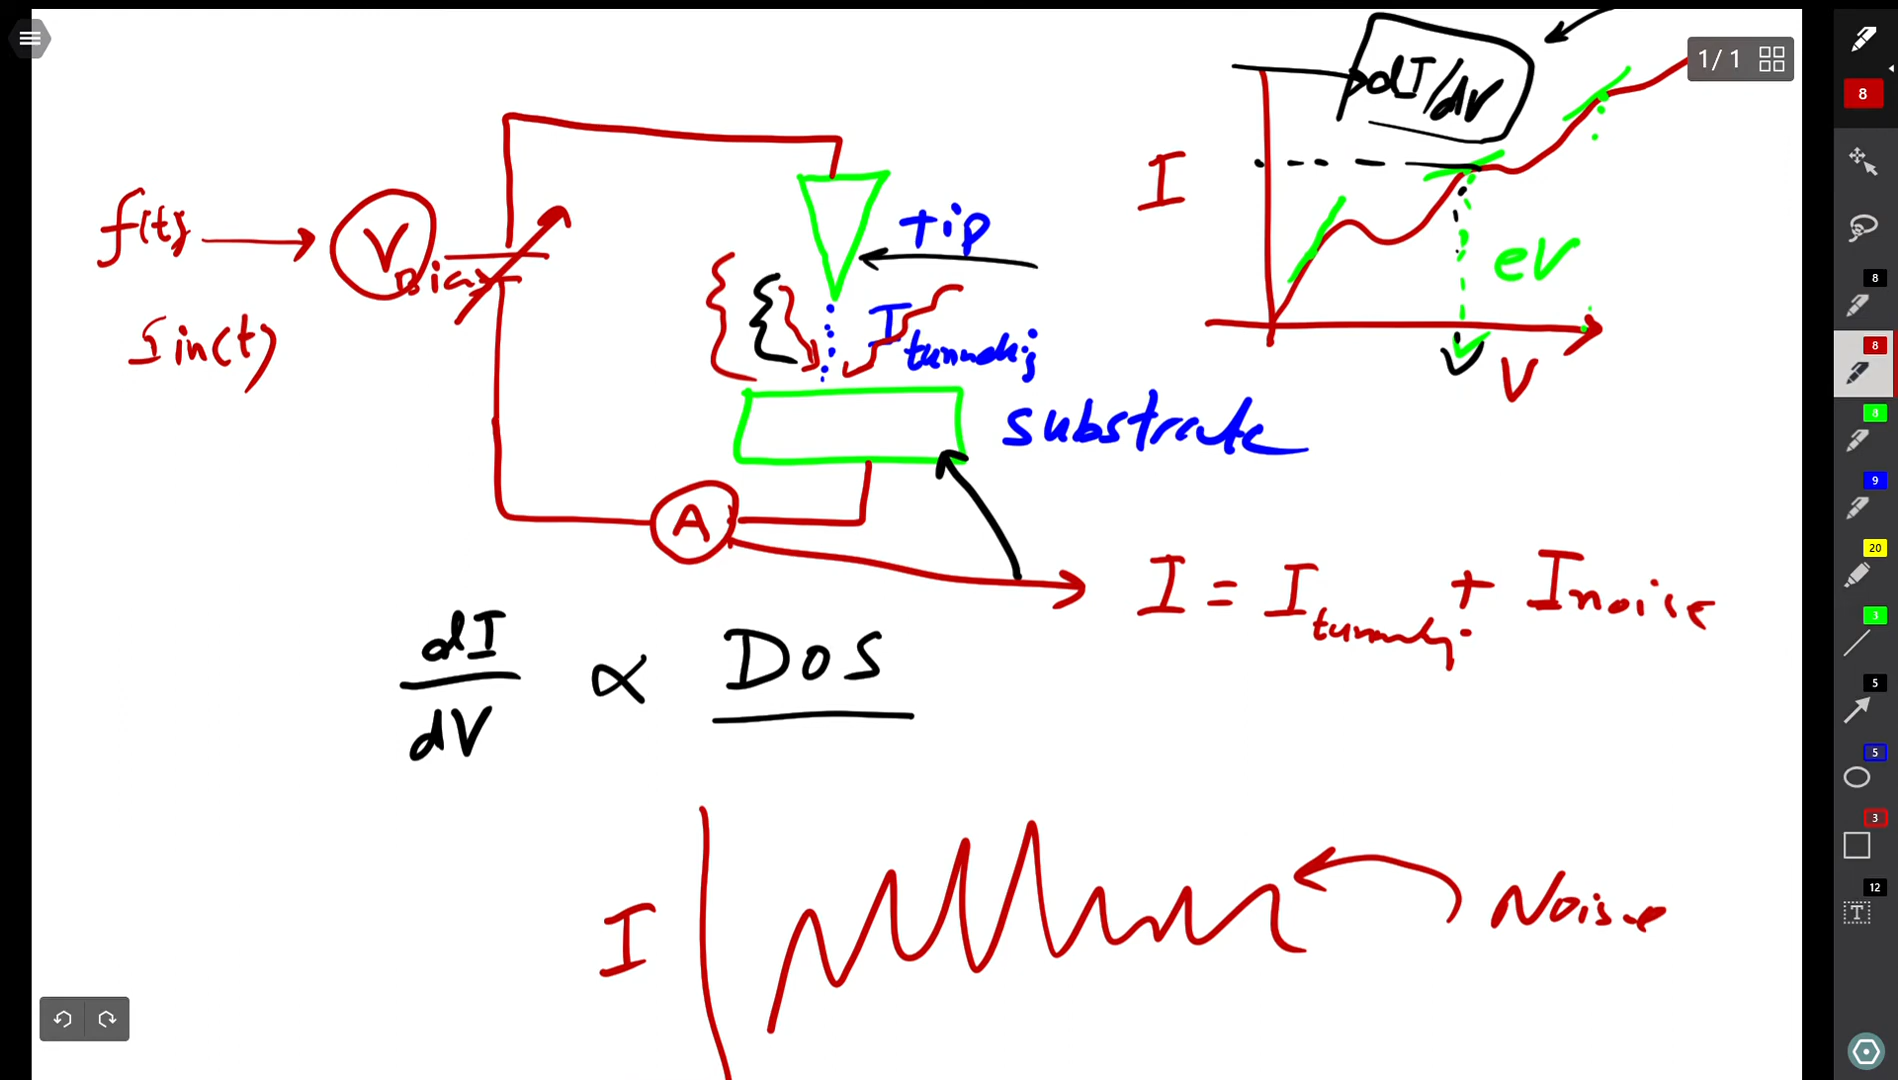 1/1
dI/dV
I
eV
V
V
f(t)
VBias
Sin(t)
tip
I tunneling
substrate
A
I = I tunneling + I noise
dI
dV
∝ DOS
I
Noise
8
8
8
8
9
20
3
5
5
3
12
T